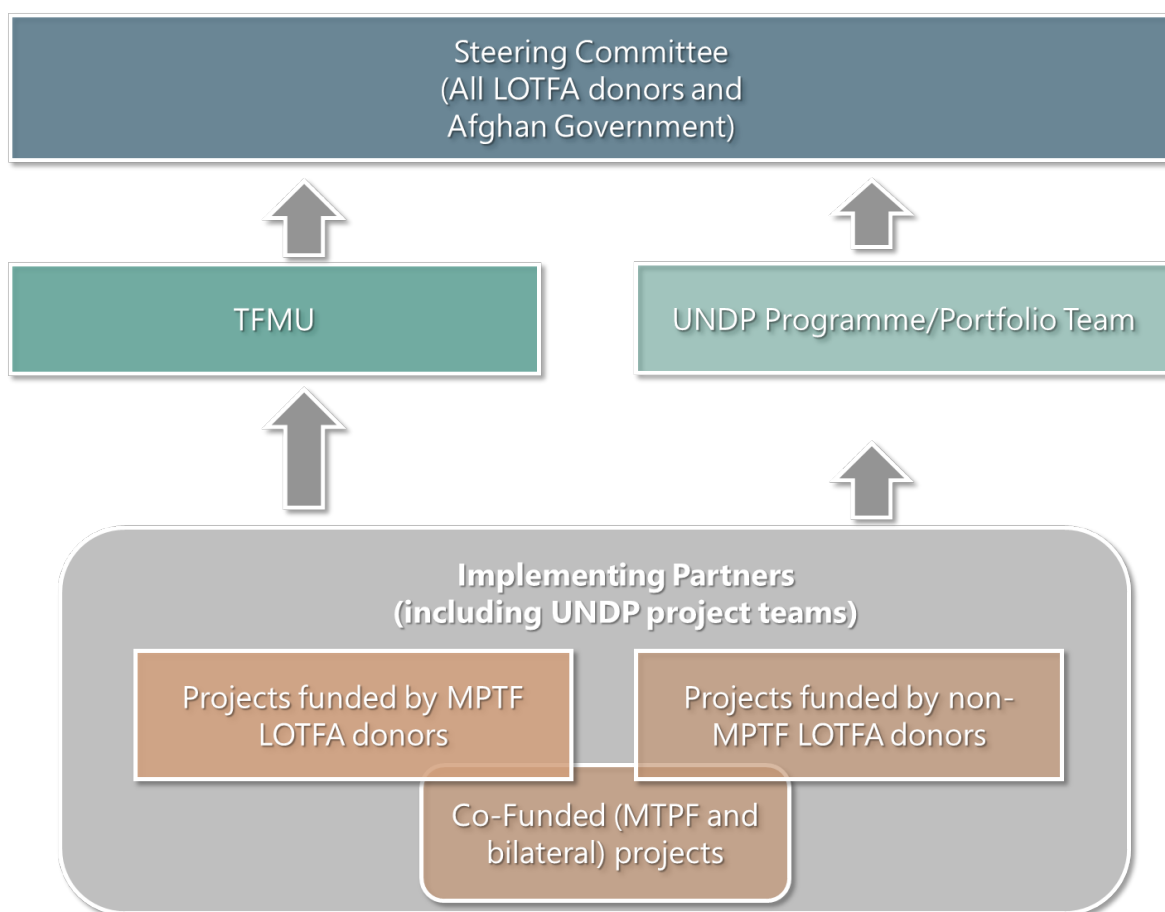 Steering Committee
(All LOTFA donors and
Afghan Government)
TFMU
UNDP Programme/Portfolio Team
Implementing Partners
(including UNDP project teams)
Projects funded by MPTF
LOTFA donors
Projects funded by non-
MPTF LOTFA donors
Co-Funded (MTPF and
bilateral) projects